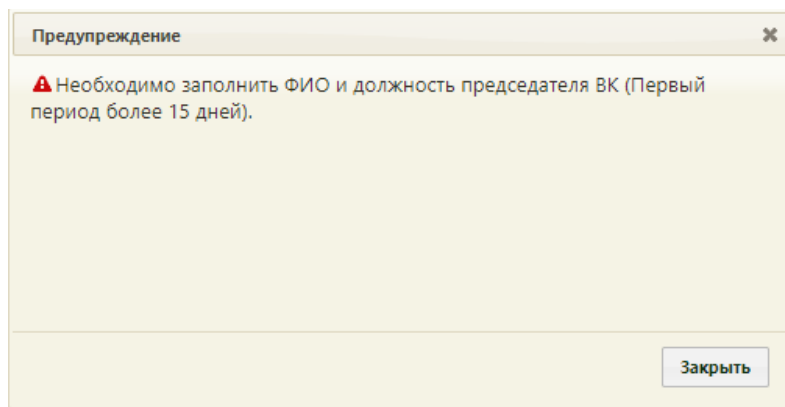 Предупреждение
Необходимо заполнить ФИО и должность председателя ВК (Первый
период более 15 дней).
Закрыть